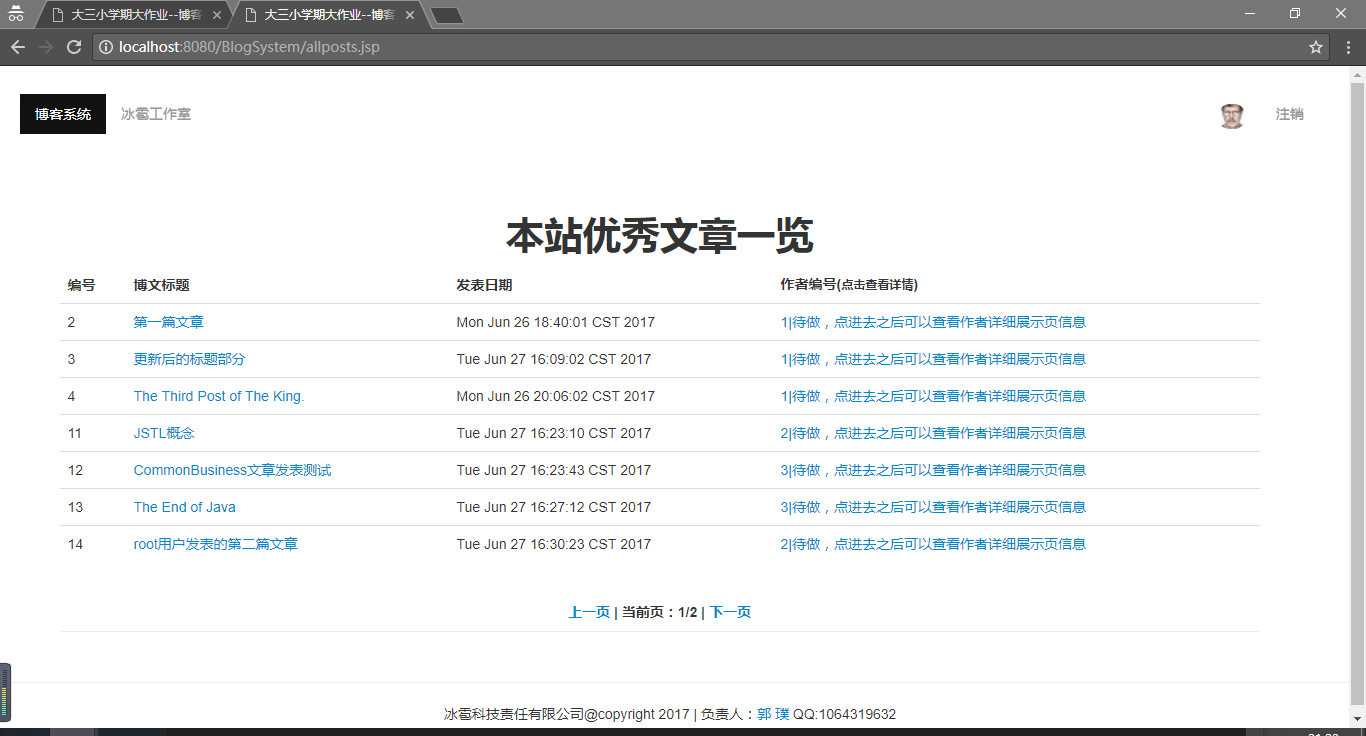 大三小学期大作业--博客 大三小学期大作业--博客
localhost:8080/BlogSystem/allposts.jsp
博客系统 冰雹工作室 注销
本站优秀文章一览
编号 博文标题 发表日期 作者编号(点击查看详情)
2 第一篇文章 Mon Jun 26 18:40:01 CST 2017 1|待做，点进去之后可以查看作者详细展示页信息
3 更新后的标题部分 Tue Jun 27 16:09:02 CST 2017 1|待做，点进去之后可以查看作者详细展示页信息
4 The Third Post of The King. Mon Jun 26 20:06:02 CST 2017 1|待做，点进去之后可以查看作者详细展示页信息
11 JSTL概念 Tue Jun 27 16:23:10 CST 2017 2|待做，点进去之后可以查看作者详细展示页信息
12 CommonBusiness文章发表测试 Tue Jun 27 16:23:43 CST 2017 3|待做，点进去之后可以查看作者详细展示页信息
13 The End of Java Tue Jun 27 16:27:12 CST 2017 3|待做，点进去之后可以查看作者详细展示页信息
14 root用户发表的第二篇文章 Tue Jun 27 16:30:23 CST 2017 2|待做，点进去之后可以查看作者详细展示页信息
上一页 | 当前页：1/2 | 下一页
冰雹科技责任有限公司@copyright 2017 | 负责人：郭 璞 QQ:1064319632